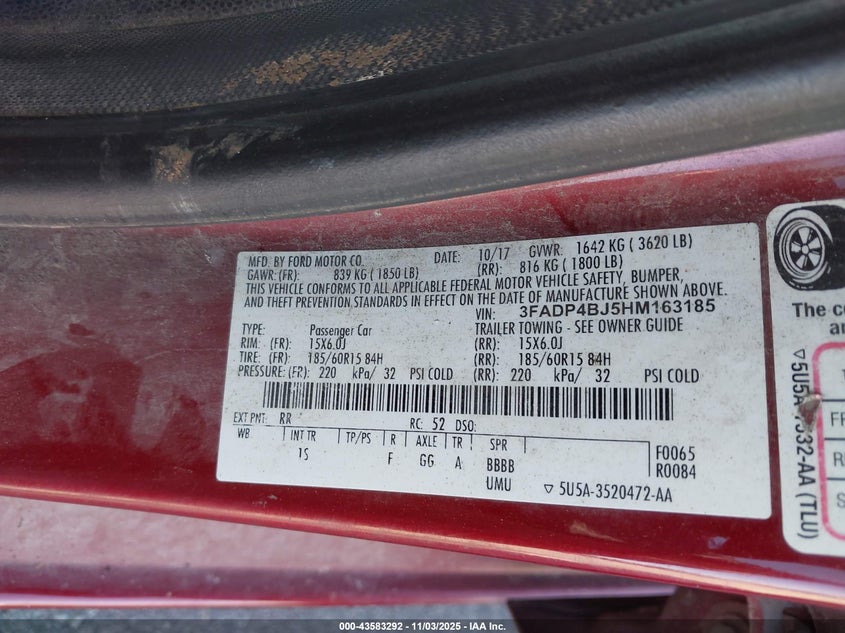 MFD. BY FORD MOTOR CO. DATE: 10/17 GVWR: 1642 KG ( 3620 LB)
GAWR: (FR): 839 KG ( 1850 LB) (RR): 816 KG ( 1800 LB)
THIS VEHICLE CONFORMS TO ALL APPLICABLE FEDERAL MOTOR VEHICLE SAFETY, BUMPER,
AND THEFT PREVENTION STANDARDS IN EFFECT ON THE DATE OF MANUFACTURE SHOWN ABOVE.
VIN: 3FADP4BJ5HM163185
TYPE: Passenger Car TRAILER TOWING - SEE OWNER GUIDE
RIM: (FR): 15X6.0J (RR): 15X6.0J
TIRE: (FR): 185/60R15 84H (RR): 185/60R15 84H
PRESSURE: (FR): 220 kPa/ 32 PSI COLD (RR): 220 kPa/ 32 PSI COLD
EXT PNT: RR RC: 52 DSO:
WB INT TR TP/PS R AXLE TR SPR
1S F GG A BBBB
UMU
F0065
R0084
▽ 5U5A-3520472-AA
The co
an
FR
R
S
000-43583292 - 11/03/2025 - IAA Inc.